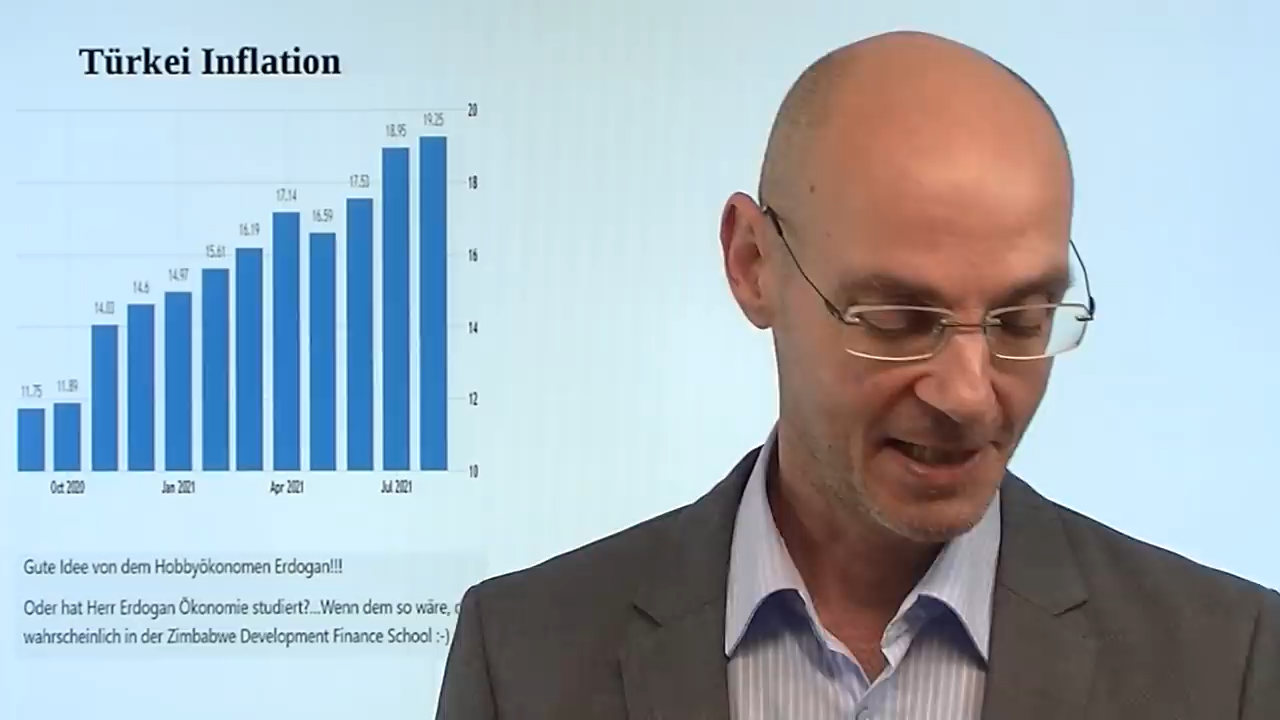 Türkei Inflation
20
18
16
14
12
10
11.75
11.89
14.03
14.6
14.97
15.61
16.19
17.14
16.59
17.53
18.95
19.25
Oct 2020
Jan 2021
Apr 2021
Jul 2021
Gute Idee von dem Hobbyökonomen Erdogan!!!
Oder hat Herr Erdogan Ökonomie studiert?...Wenn dem so wäre,
wahrscheinlich in der Zimbabwe Development Finance School :-)